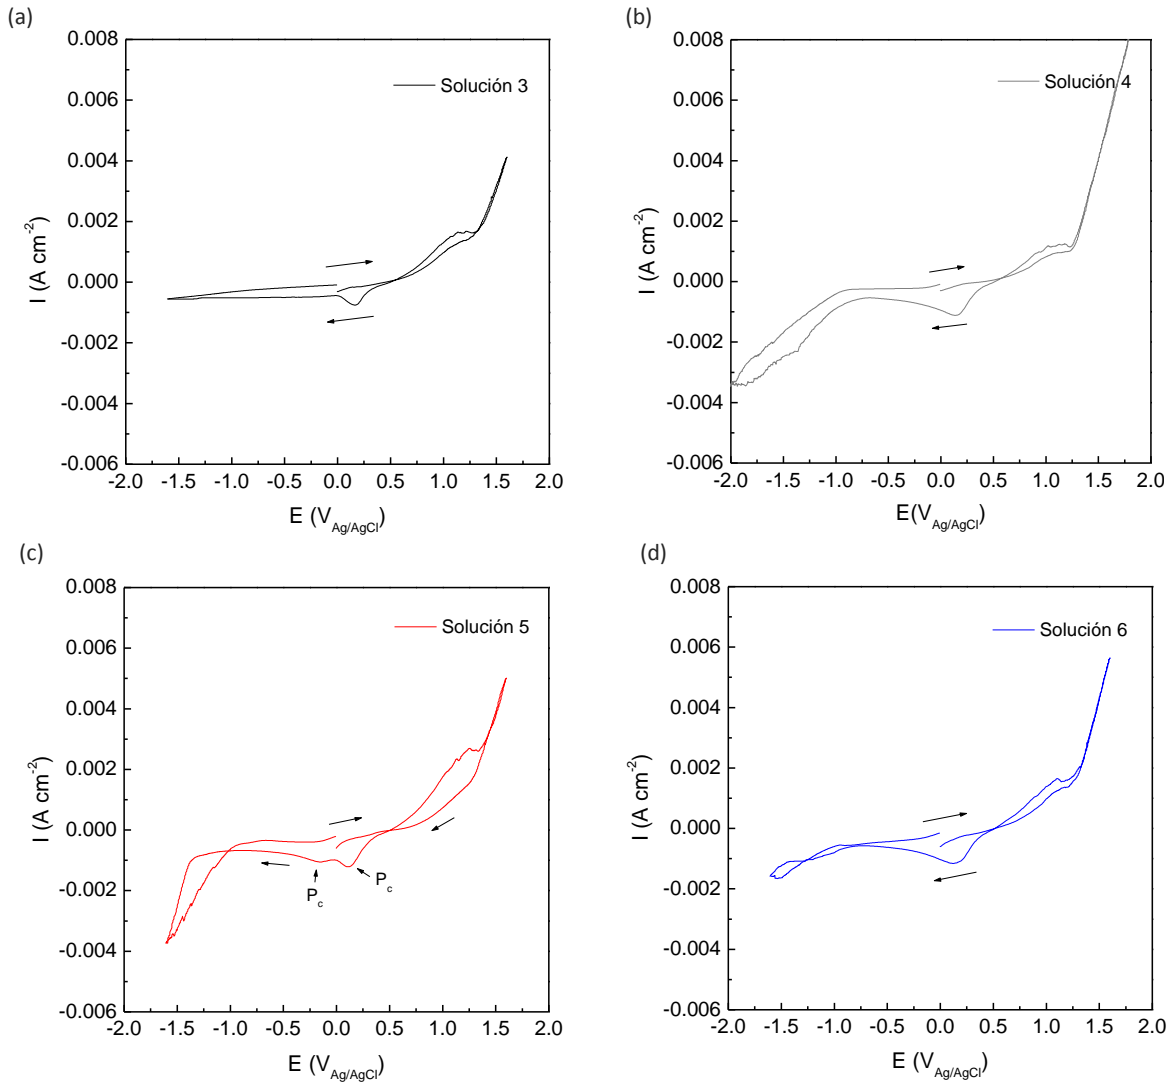 (a)
0.008
0.006
0.004
0.002
0.000
-0.002
-0.004
-0.006
I (A cm-2)
Solución 3
-2.0 -1.5 -1.0 -0.5 0.0 0.5 1.0 1.5 2.0
E (VAg/AgCl)
(b)
0.008
0.006
0.004
0.002
0.000
-0.002
-0.004
-0.006
I (A cm-2)
Solución 4
-2.0 -1.5 -1.0 -0.5 0.0 0.5 1.0 1.5 2.0
E(VAg/AgCl)
(c)
0.008
0.006
0.004
0.002
0.000
-0.002
-0.004
-0.006
I (A cm-2)
Solución 5
Pc
Pc
-2.0 -1.5 -1.0 -0.5 0.0 0.5 1.0 1.5 2.0
E (VAg/AgCl)
(d)
0.008
0.006
0.004
0.002
0.000
-0.002
-0.004
-0.006
I (A cm-2)
Solución 6
-2.0 -1.5 -1.0 -0.5 0.0 0.5 1.0 1.5 2.0
E (VAg/AgCl)